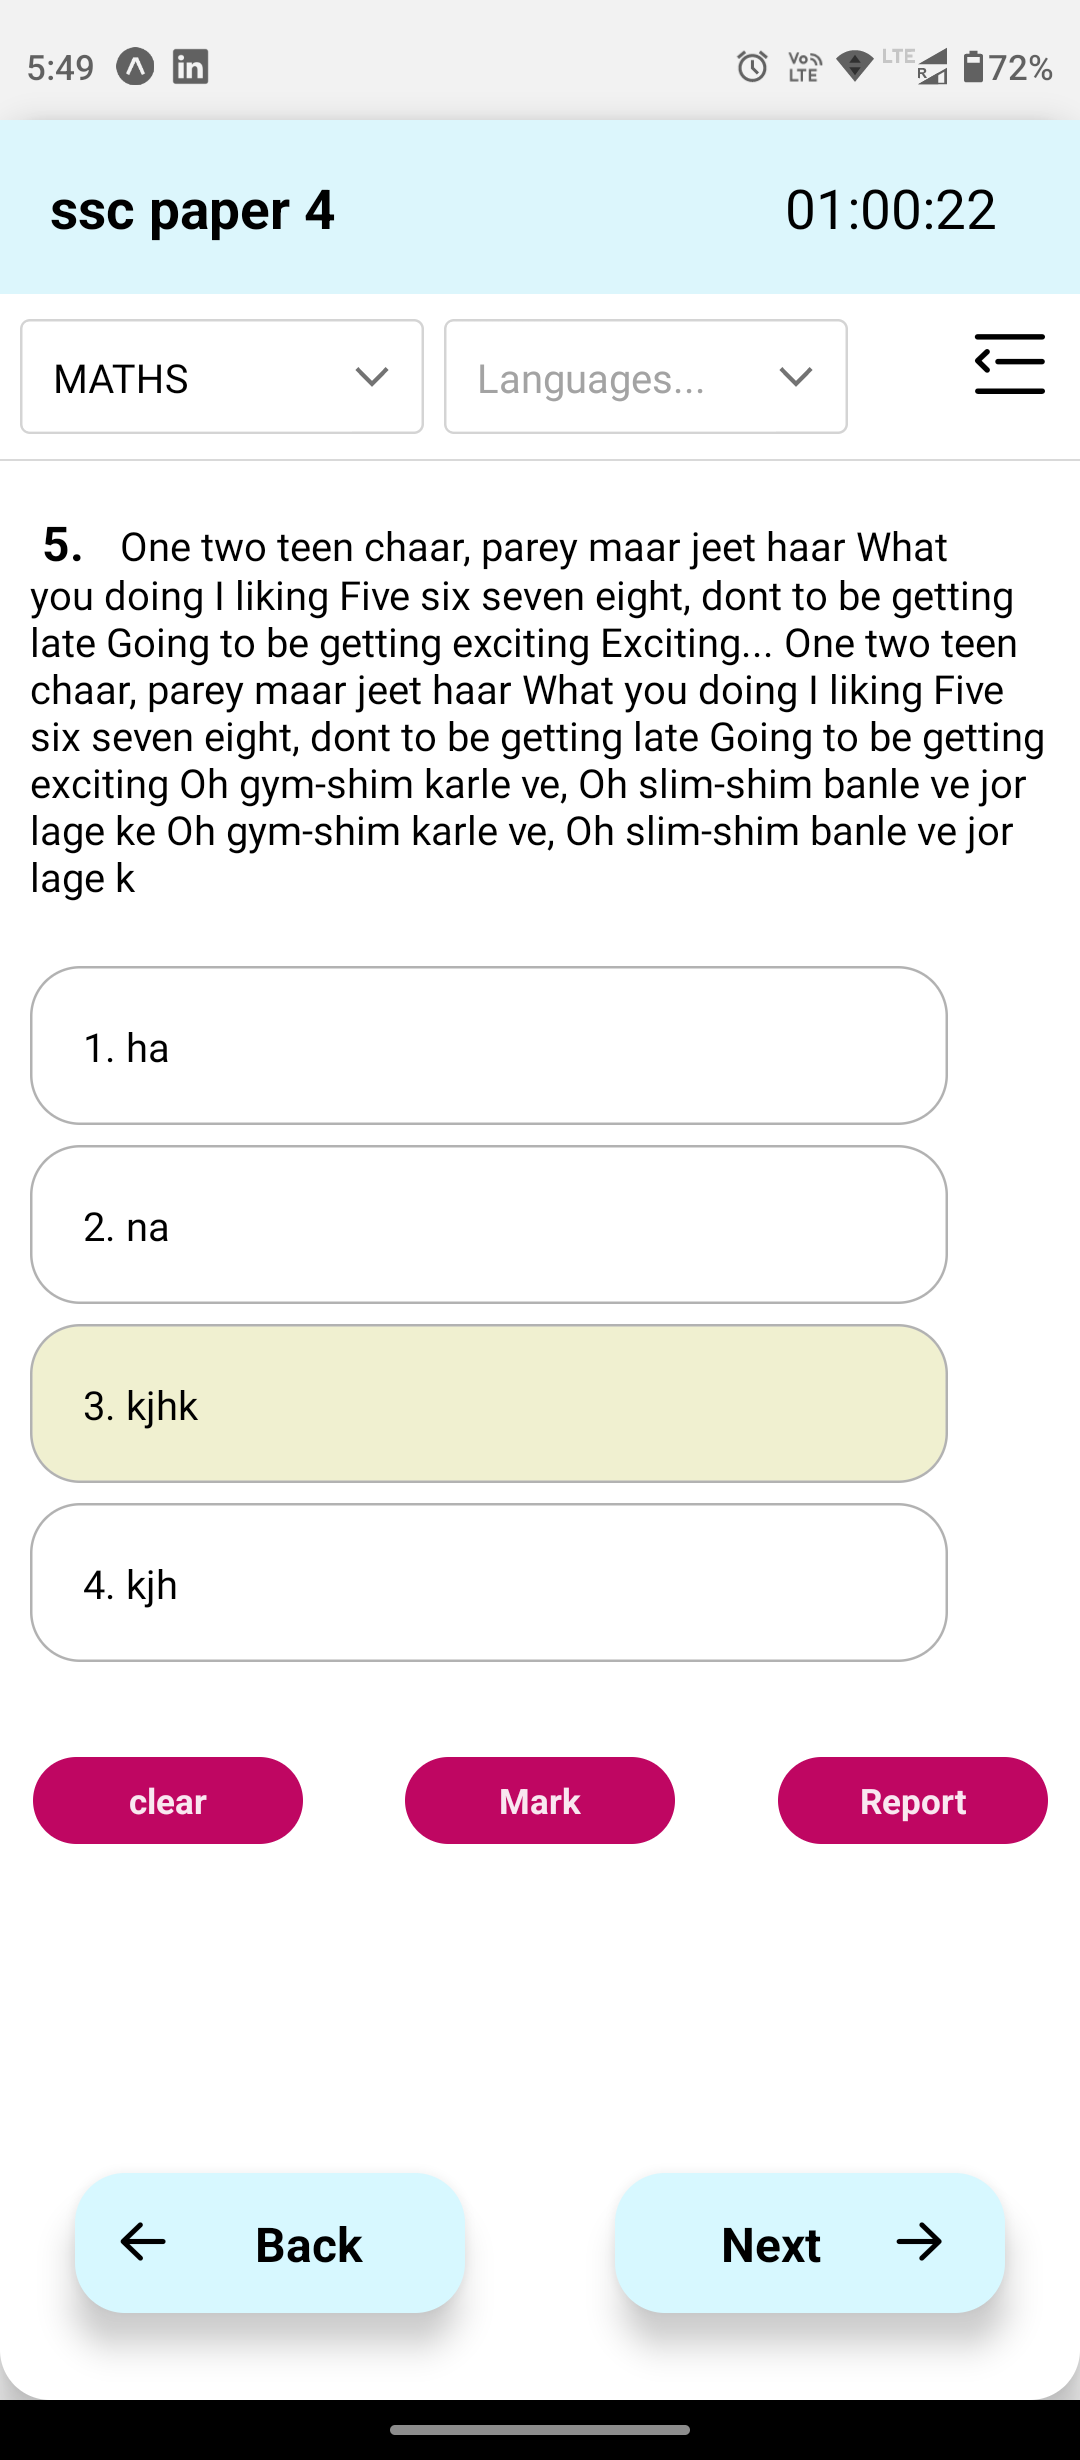 5:49 in Vo LTE LTE R 72%
ssc paper 4 01:00:22
MATHS Languages...
5. One two teen chaar, parey maar jeet haar What
you doing I liking Five six seven eight, dont to be getting
late Going to be getting exciting Exciting... One two teen
chaar, parey maar jeet haar What you doing I liking Five
six seven eight, dont to be getting late Going to be getting
exciting Oh gym-shim karle ve, Oh slim-shim banle ve jor
lage ke Oh gym-shim karle ve, Oh slim-shim banle ve jor
lage k
1. ha
2. na
3. kjhk
4. kjh
clear Mark Report
Back Next